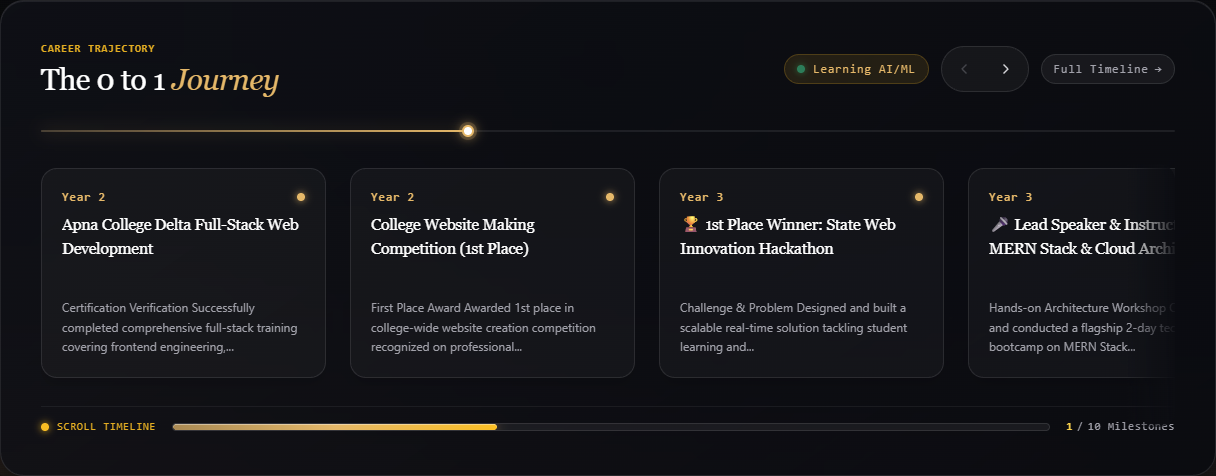 CAREER TRAJECTORY
The 0 to 1 Journey
Learning AI/ML
Full Timeline →
Year 2
Apna College Delta Full-Stack Web
Development
Certification Verification Successfully
completed comprehensive full-stack training
covering frontend engineering,...
Year 2
College Website Making
Competition (1st Place)
First Place Award Awarded 1st place in
college-wide website creation competition
recognized on professional...
Year 3
🏆 1st Place Winner: State Web
Innovation Hackathon
Challenge & Problem Designed and built a
scalable real-time solution tackling student
learning and...
Year 3
🎤 Lead Speaker & Instruc
MERN Stack & Cloud Archi
Hands-on Architecture Workshop
and conducted a flagship 2-day tec
bootcamp on MERN Stack...
SCROLL TIMELINE
1 / 10 Milestones